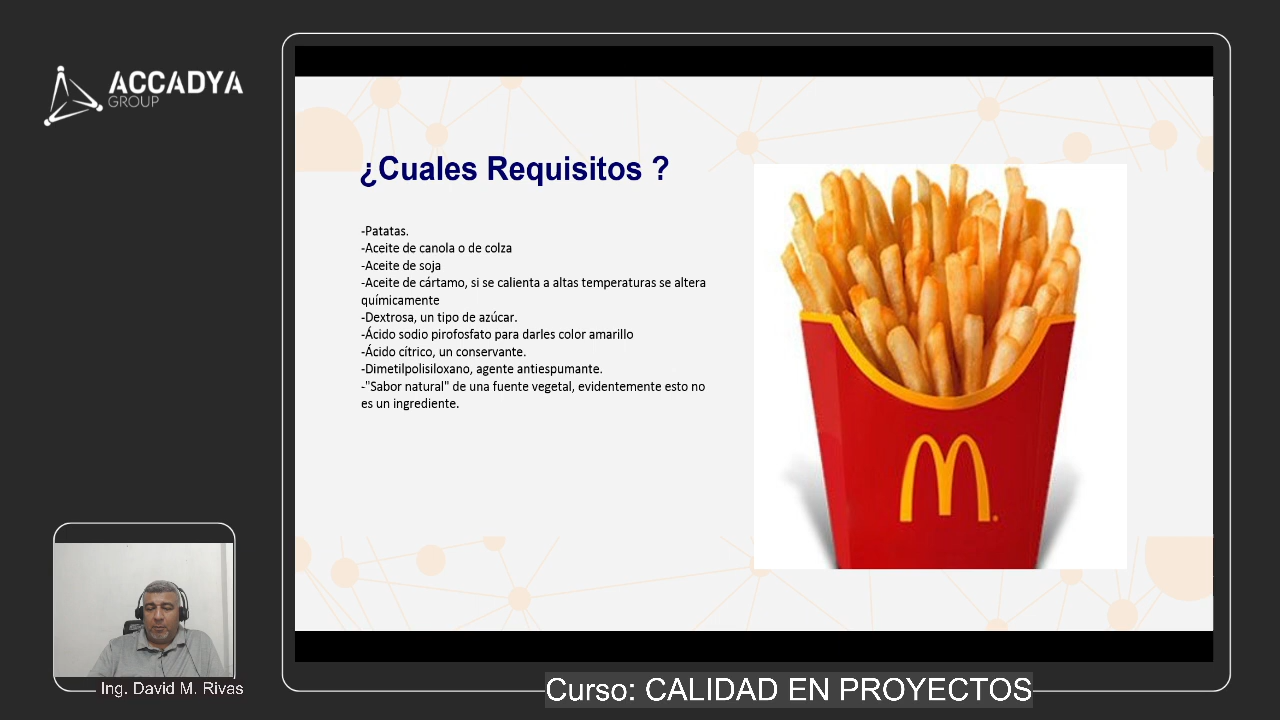 ACCADYA
GROUP
¿Cuales Requisitos ?
-Patatas.
-Aceite de canola o de colza
-Aceite de soja
-Aceite de cártamo, si se calienta a altas temperaturas se altera
químicamente
-Dextrosa, un tipo de azúcar.
-Ácido sodio pirofosfato para darles color amarillo
-Ácido cítrico, un conservante.
-Dimetilpolisiloxano, agente antiespumante.
-"Sabor natural" de una fuente vegetal, evidentemente esto no
es un ingrediente.
Ing. David M. Rivas
Curso: CALIDAD EN PROYECTOS